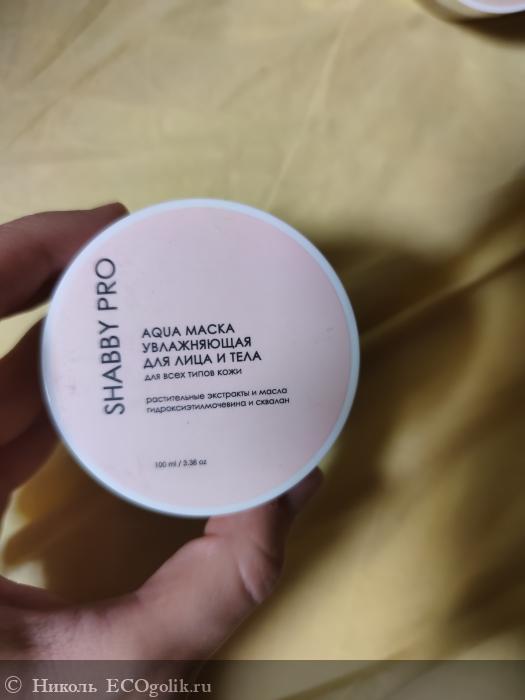 SHABBY PRO
AQUA МАСКА
УВЛАЖНЯЮЩАЯ
ДЛЯ ЛИЦА И ТЕЛА
для всех типов кожи
растительные экстракты и масла
гидроксиэтилмочевина и сквалан
100 ml / 3.38 oz
© Николь ECOgolik.ru